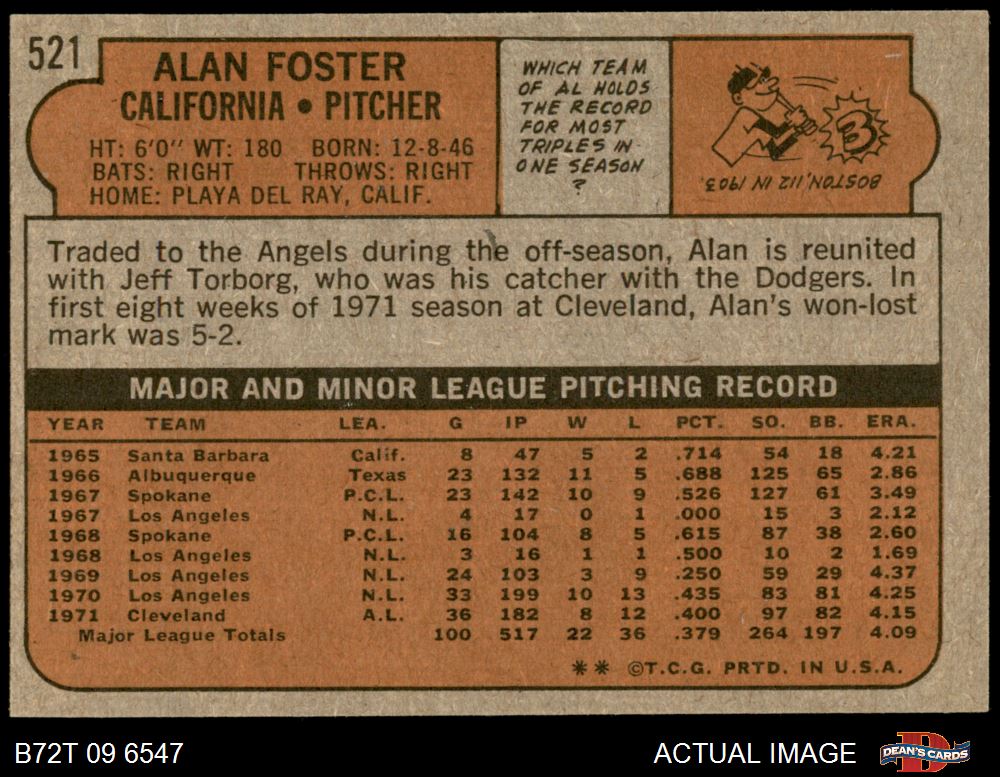 521
ALAN FOSTER
CALIFORNIA • PITCHER
HT: 6'0" WT: 180 BORN: 12-8-46
BATS: RIGHT THROWS: RIGHT
HOME: PLAYA DEL RAY, CALIF.
WHICH TEAM
OF AL HOLDS
THE RECORD
FOR MOST
TRIPLES IN
ONE SEASON
?
3
BOSTON, 112 IN 1903.
Traded to the Angels during the off-season, Alan is reunited
with Jeff Torborg, who was his catcher with the Dodgers. In
first eight weeks of 1971 season at Cleveland, Alan's won-lost
mark was 5-2.
MAJOR AND MINOR LEAGUE PITCHING RECORD
YEAR TEAM LEA. G IP W L PCT. SO. BB. ERA.
1965 Santa Barbara Calif. 8 47 5 2 .714 54 18 4.21
1966 Albuquerque Texas 23 132 11 5 .688 125 65 2.86
1967 Spokane P.C.L. 23 142 10 9 .526 127 61 3.49
1967 Los Angeles N.L. 4 17 0 1 .000 15 3 2.12
1968 Spokane P.C.L. 16 104 8 5 .615 87 38 2.60
1968 Los Angeles N.L. 3 16 1 1 .500 10 2 1.69
1969 Los Angeles N.L. 24 103 3 9 .250 59 29 4.37
1970 Los Angeles N.L. 33 199 10 13 .435 83 81 4.25
1971 Cleveland A.L. 36 182 8 12 .400 97 82 4.15
Major League Totals 100 517 22 36 .379 264 197 4.09
** ©T.C.G. PRTD. IN U.S.A.
B72T 09 6547
ACTUAL IMAGE
D
DEAN'S CARDS